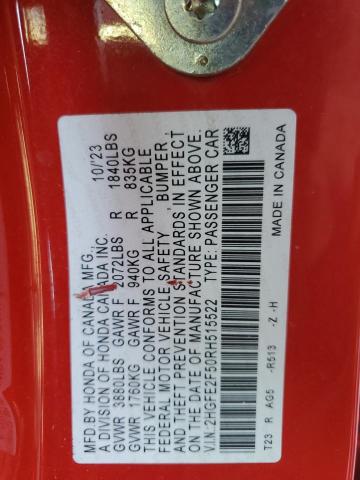 MFD.BY HONDA OF CANADA MFG., 10/'23
A DIVISION OF HONDA CANADA INC.
GVWR 3880LBS GAWR F 2072LBS R 1840LBS
GVWR 1760KG GAWR F 940KG R 835KG
THIS VEHICLE CONFORMS TO ALL APPLICABLE
FEDERAL MOTOR VEHICLE SAFETY, BUMPER,
AND THEFT PREVENTION STANDARDS IN EFFECT
ON THE DATE OF MANUFACTURE SHOWN ABOVE.
V.I.N.:2HGFE2F50RH515522 TYPE:PASSENGER CAR
T23 R AG5 -R513 -Z -H MADE IN CANADA